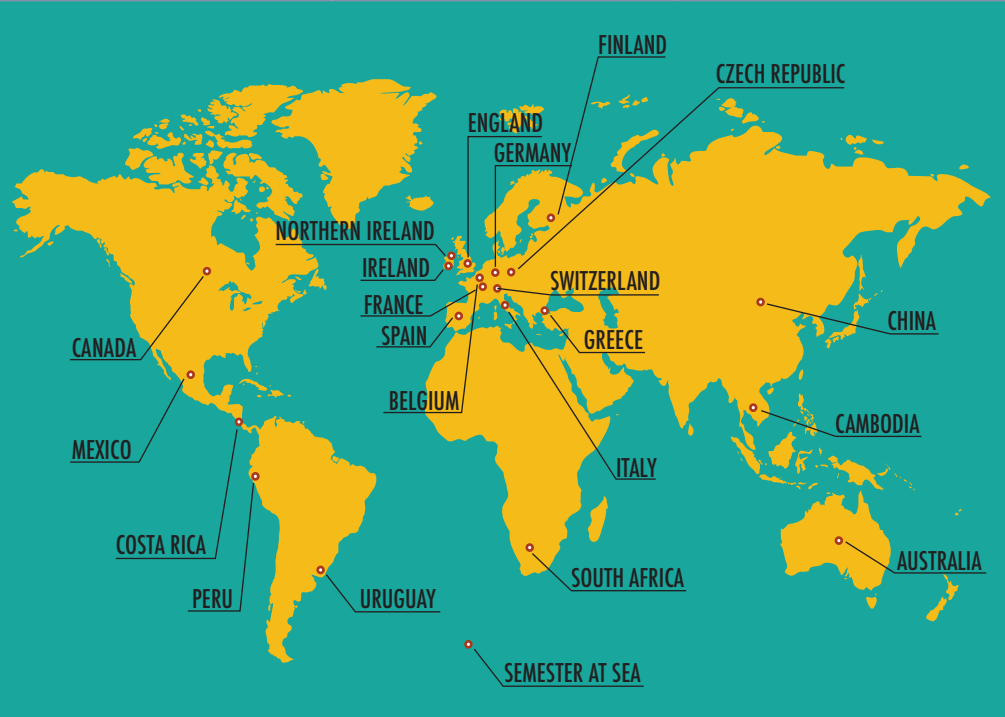 FINLAND
CZECH REPUBLIC
ENGLAND
GERMANY
NORTHERN IRELAND
IRELAND
SWITZERLAND
FRANCE
SPAIN
GREECE
CHINA
CANADA
BELGIUM
CAMBODIA
MEXICO
ITALY
COSTA RICA
AUSTRALIA
SOUTH AFRICA
PERU
URUGUAY
SEMESTER AT SEA